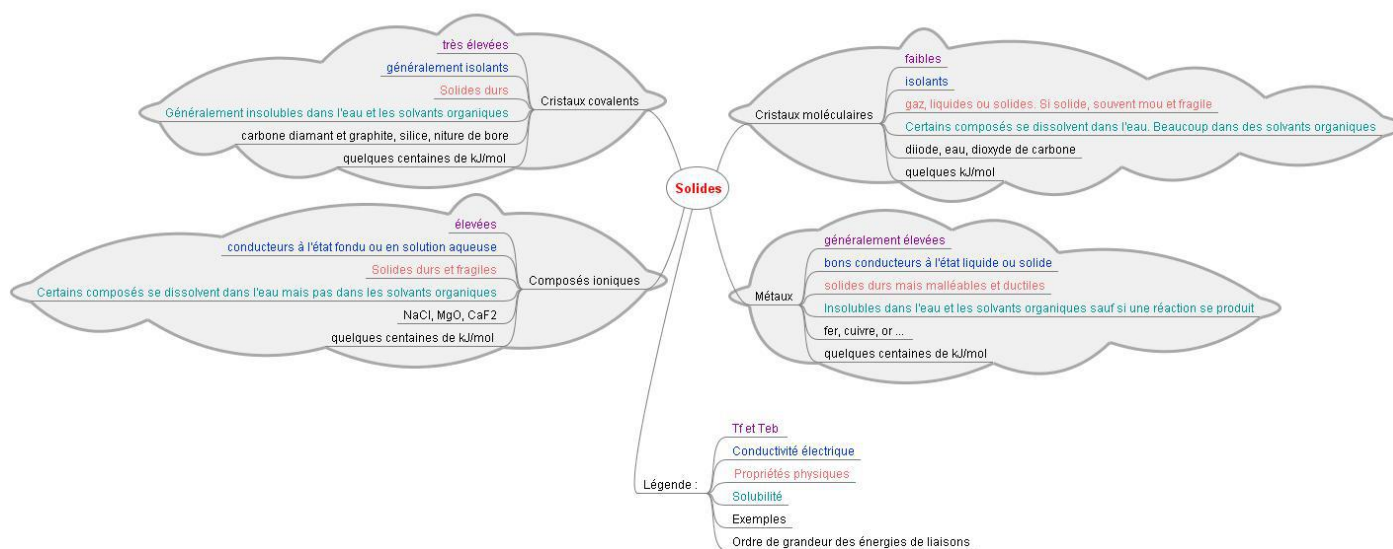 Solides
Cristaux covalents
très élevées
généralement isolants
Solides durs
Généralement insolubles dans l'eau et les solvants organiques
carbone diamant et graphite, silice, niture de bore
quelques centaines de kJ/mol
Composés ioniques
élevées
conducteurs à l'état fondu ou en solution aqueuse
Solides durs et fragiles
Certains composés se dissolvent dans l'eau mais pas dans les solvants organiques
NaCl, MgO, CaF2
quelques centaines de kJ/mol
Cristaux moléculaires
faibles
isolants
gaz, liquides ou solides. Si solide, souvent mou et fragile
Certains composés se dissolvent dans l'eau. Beaucoup dans des solvants organiques
diiode, eau, dioxyde de carbone
quelques kJ/mol
Métaux
généralement élevées
bons conducteurs à l'état liquide ou solide
solides durs mais malléables et ductiles
Insolubles dans l'eau et les solvants organiques sauf si une réaction se produit
fer, cuivre, or ...
quelques centaines de kJ/mol
Légende :
Tf et Teb
Conductivité électrique
Propriétés physiques
Solubilité
Exemples
Ordre de grandeur des énergies de liaisons